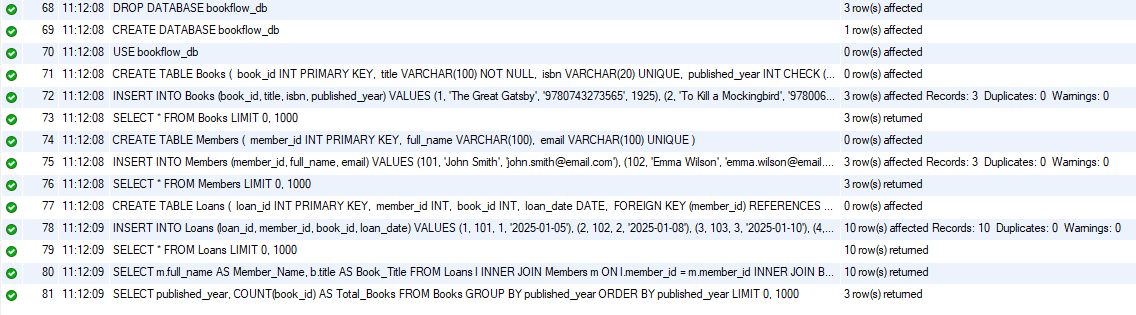 68 11:12:08 DROP DATABASE bookflow_db 3 row(s) affected
69 11:12:08 CREATE DATABASE bookflow_db 1 row(s) affected
70 11:12:08 USE bookflow_db 0 row(s) affected
71 11:12:08 CREATE TABLE Books ( book_id INT PRIMARY KEY, title VARCHAR(100) NOT NULL, isbn VARCHAR(20) UNIQUE, published_year INT CHECK (... 0 row(s) affected
72 11:12:08 INSERT INTO Books (book_id, title, isbn, published_year) VALUES (1, 'The Great Gatsby', '9780743273565', 1925), (2, 'To Kill a Mockingbird', '978006... 3 row(s) affected Records: 3 Duplicates: 0 Warnings: 0
73 11:12:08 SELECT * FROM Books LIMIT 0, 1000 3 row(s) returned
74 11:12:08 CREATE TABLE Members ( member_id INT PRIMARY KEY, full_name VARCHAR(100), email VARCHAR(100) UNIQUE ) 0 row(s) affected
75 11:12:08 INSERT INTO Members (member_id, full_name, email) VALUES (101, 'John Smith', 'john.smith@email.com'), (102, 'Emma Wilson', 'emma.wilson@email.... 3 row(s) affected Records: 3 Duplicates: 0 Warnings: 0
76 11:12:08 SELECT * FROM Members LIMIT 0, 1000 3 row(s) returned
77 11:12:08 CREATE TABLE Loans ( loan_id INT PRIMARY KEY, member_id INT, book_id INT, loan_date DATE, FOREIGN KEY (member_id) REFERENCES ... 0 row(s) affected
78 11:12:08 INSERT INTO Loans (loan_id, member_id, book_id, loan_date) VALUES (1, 101, 1, '2025-01-05'), (2, 102, 2, '2025-01-08'), (3, 103, 3, '2025-01-10'), (4,... 10 row(s) affected Records: 10 Duplicates: 0 Warnings: 0
79 11:12:09 SELECT * FROM Loans LIMIT 0, 1000 10 row(s) returned
80 11:12:09 SELECT m.full_name AS Member_Name, b.title AS Book_Title FROM Loans l INNER JOIN Members m ON l.member_id = m.member_id INNER JOIN B... 10 row(s) returned
81 11:12:09 SELECT published_year, COUNT(book_id) AS Total_Books FROM Books GROUP BY published_year ORDER BY published_year LIMIT 0, 1000 3 row(s) returned